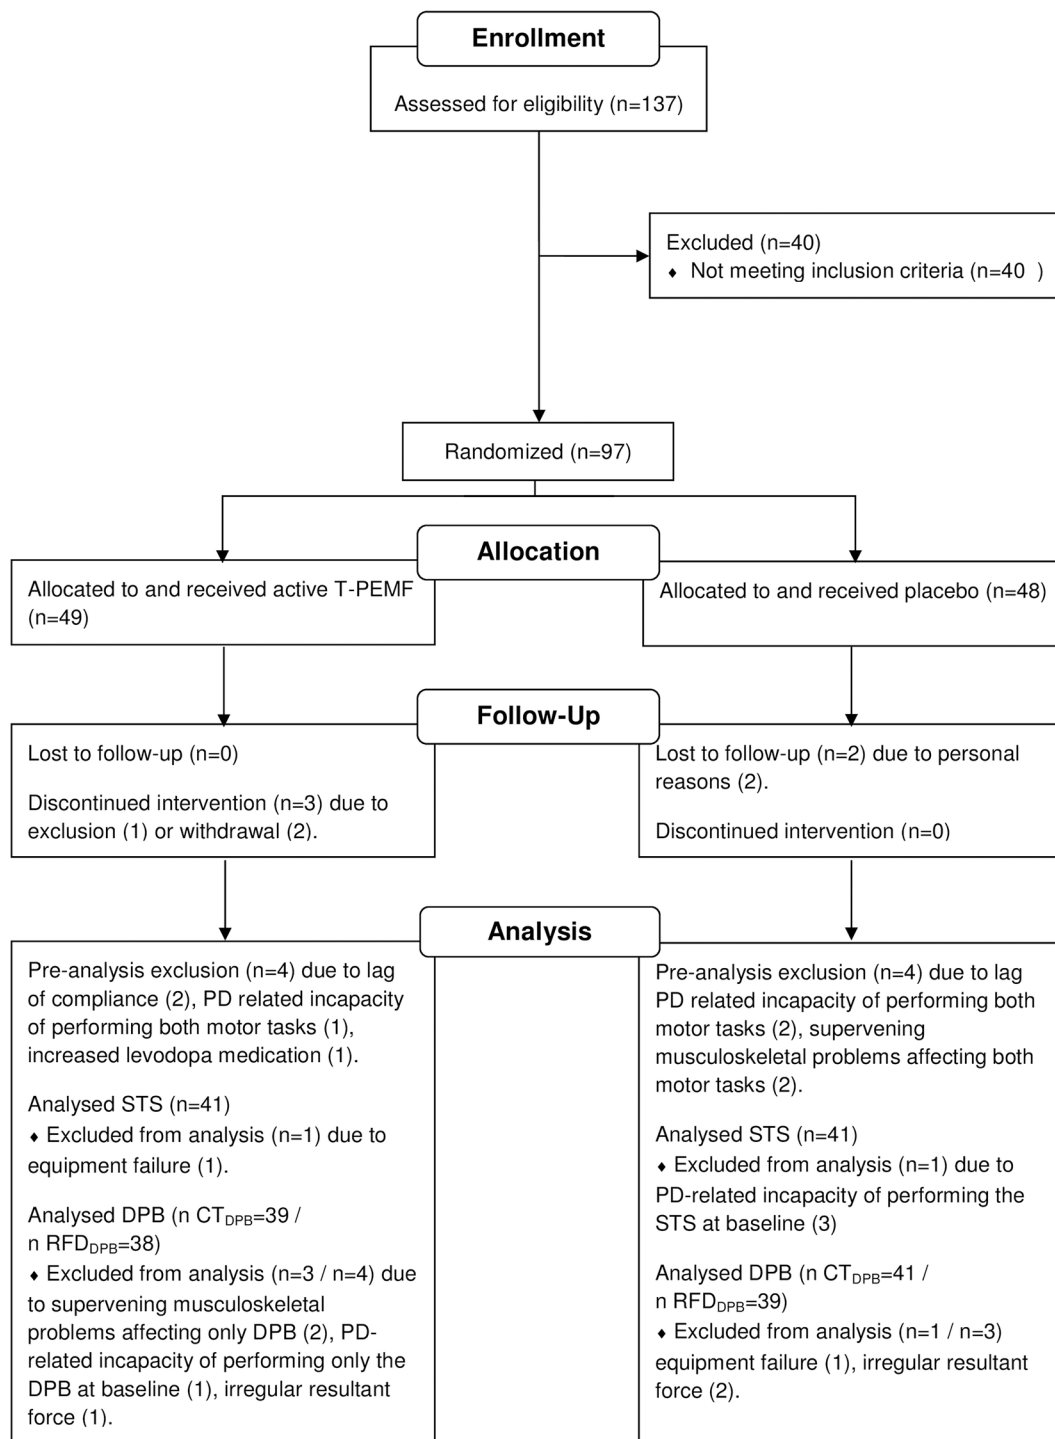 Enrollment
Assessed for eligibility (n=137)
Excluded (n=40)
♦ Not meeting inclusion criteria (n=40 )
Randomized (n=97)
Allocation
Allocated to and received active T-PEMF
(n=49)
Allocated to and received placebo (n=48)
Follow-Up
Lost to follow-up (n=0)
Discontinued intervention (n=3) due to
exclusion (1) or withdrawal (2).
Lost to follow-up (n=2) due to personal
reasons (2).
Discontinued intervention (n=0)
Analysis
Pre-analysis exclusion (n=4) due to lag
of compliance (2), PD related incapacity
of performing both motor tasks (1),
increased levodopa medication (1).
Analysed STS (n=41)
♦ Excluded from analysis (n=1) due to
equipment failure (1).
Analysed DPB (n CTDPB=39 /
n RFDDPB=38)
♦ Excluded from analysis (n=3 / n=4) due
to supervening musculoskeletal
problems affecting only DPB (2), PD-
related incapacity of performing only the
DPB at baseline (1), irregular resultant
force (1).
Pre-analysis exclusion (n=4) due to lag
PD related incapacity of performing both
motor tasks (2), supervening
musculoskeletal problems affecting both
motor tasks (2).
Analysed STS (n=41)
♦ Excluded from analysis (n=1) due to
PD-related incapacity of performing the
STS at baseline (3)
Analysed DPB (n CTDPB=41 /
n RFDDPB=39)
♦ Excluded from analysis (n=1 / n=3)
equipment failure (1), irregular resultant
force (2).